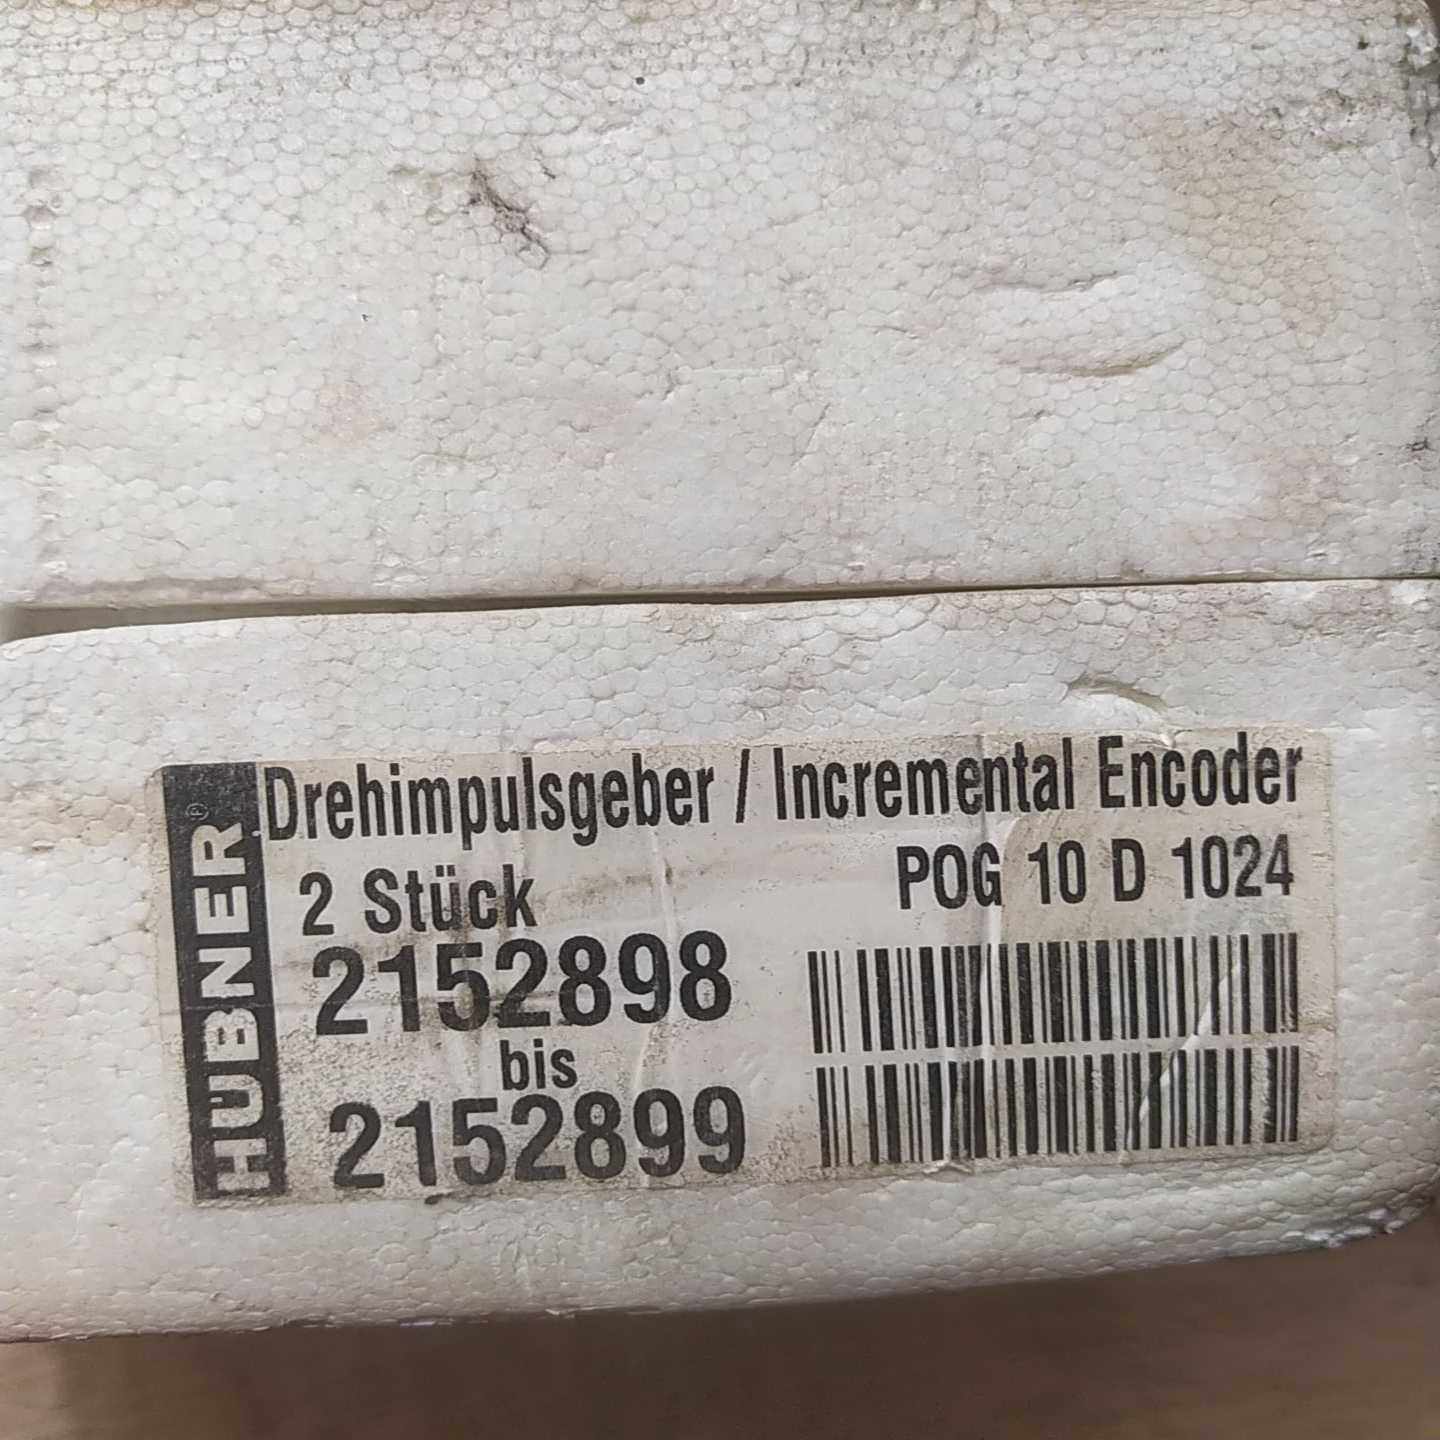 HÜBNER
Drehimpulsgeber / Incremental Encoder
2 Stück
POG 10 D 1024
2152898
bis
2152899